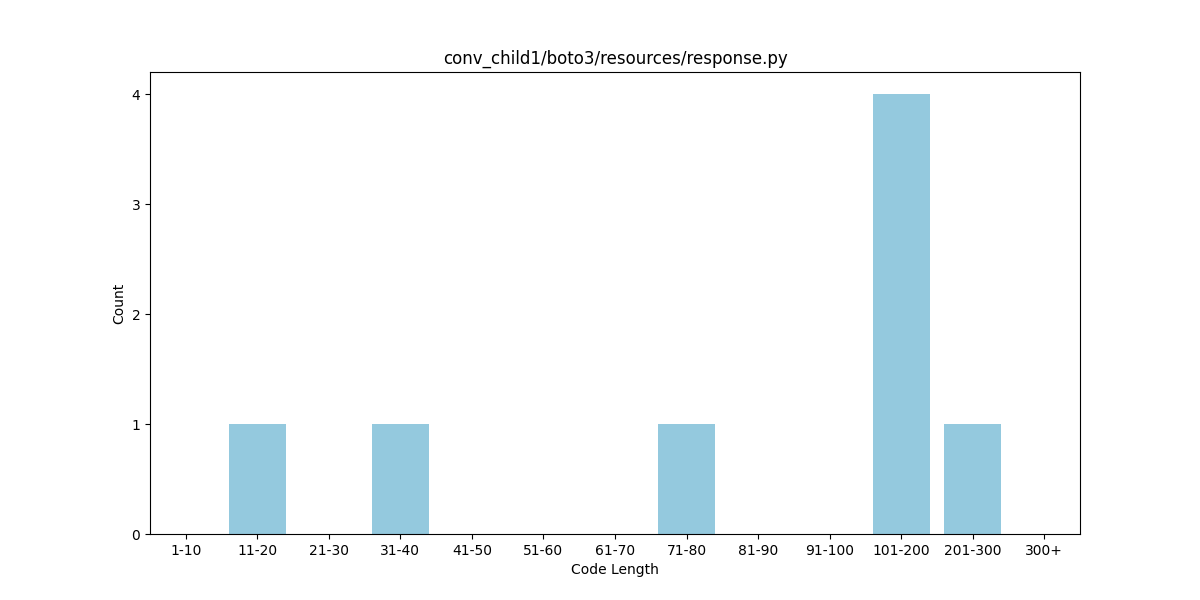 conv_child1/boto3/resources/response.py
4
3
2
1
0
Count
1-10 11-20 21-30 31-40 41-50 51-60 61-70 71-80 81-90 91-100 101-200 201-300 300+
Code Length